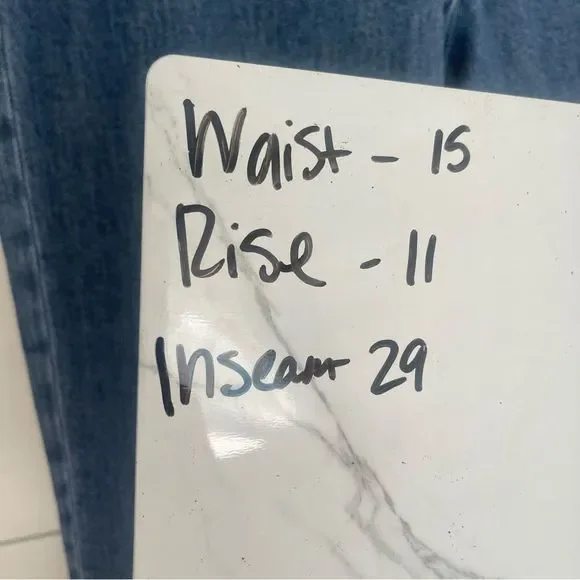 Waist - 15
Rise - 11
Inseam 29